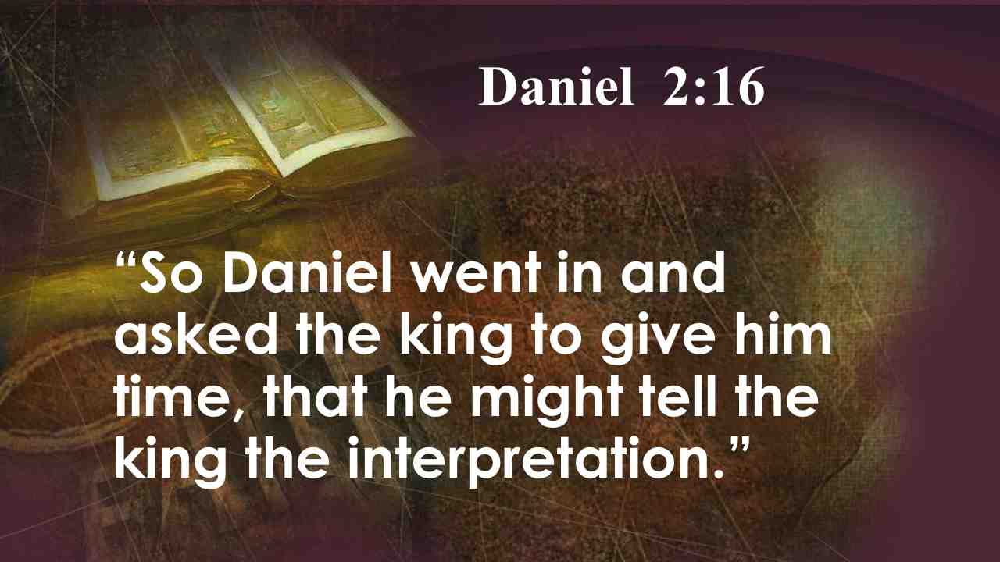 Daniel 2:16
“So Daniel went in and
asked the king to give him
time, that he might tell the
king the interpretation.”